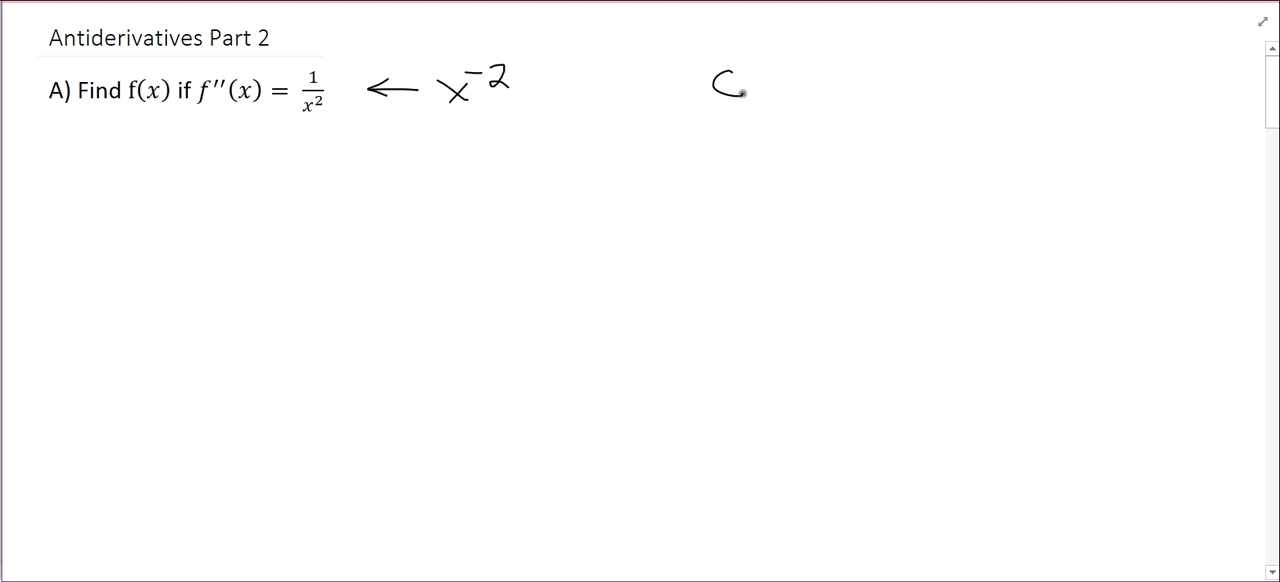 Antiderivatives Part 2
A) Find f(x) if f′′(x) = 1/x² ← x⁻² C